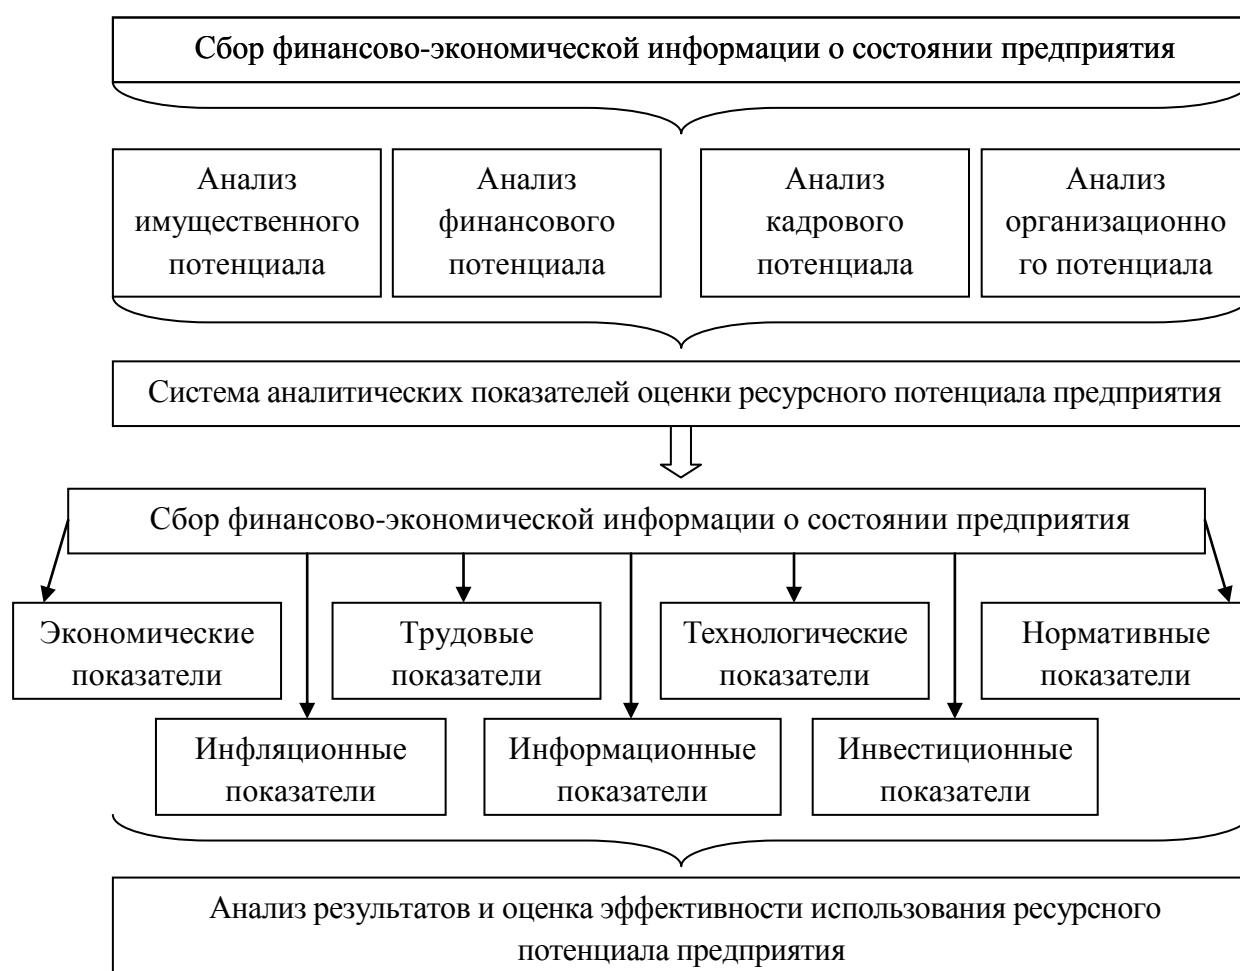 Сбор финансово-экономической информации о состоянии предприятия
Анализ
имущественного
потенциала
Анализ
финансового
потенциала
Анализ
кадрового
потенциала
Анализ
организационно
го потенциала
Система аналитических показателей оценки ресурсного потенциала предприятия
Сбор финансово-экономической информации о состоянии предприятия
Экономические
показатели
Трудовые
показатели
Технологические
показатели
Нормативные
показатели
Инфляционные
показатели
Информационные
показатели
Инвестиционные
показатели
Анализ результатов и оценка эффективности использования ресурсного
потенциала предприятия